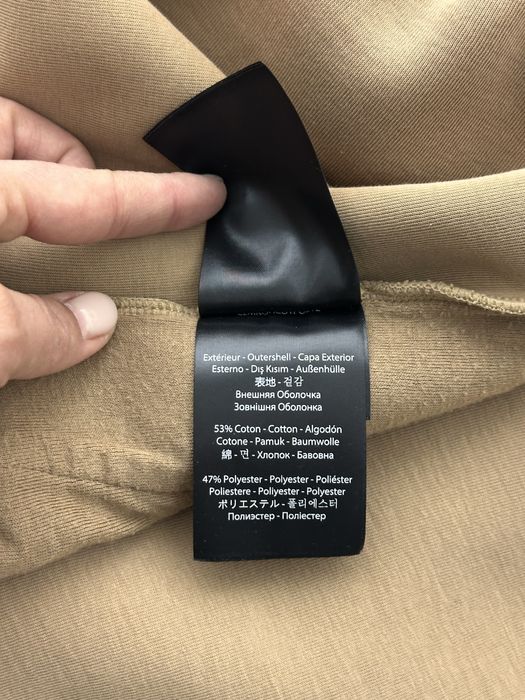 Extérieur - Outershell - Capa Exterior
Esterno - Dış Kısım - Außenhülle
表地 - 겉감
Внешняя Оболочка
Зовнішня Оболонка
53% Coton - Cotton - Algodón
Cotone - Pamuk - Baumwolle
綿 - 면 - Хлопок - Бавовна
47% Polyester - Polyester - Poliéster
Poliestere - Poliyester - Polyester
ポリエステル - 폴리에스터
Полиэстер - Поліестер